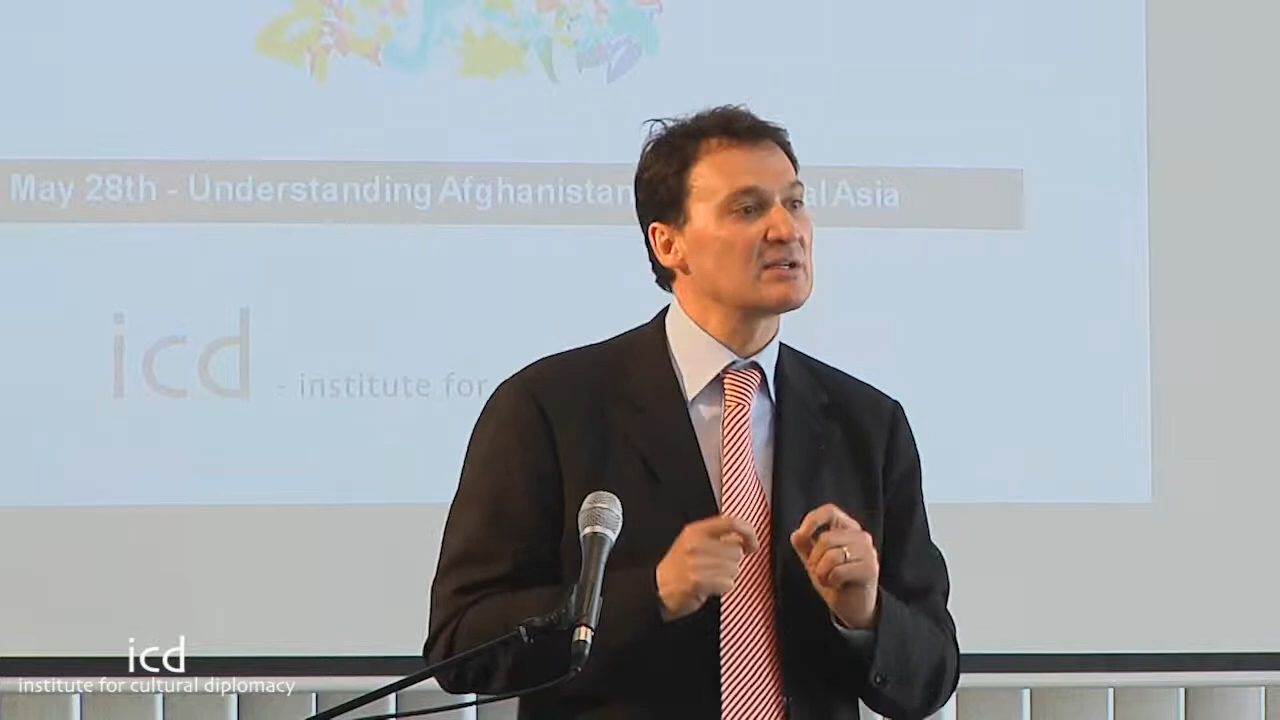 May 28th - Understanding Afghanistan al Asia
icd - institute for
icd
institute for cultural diplomacy